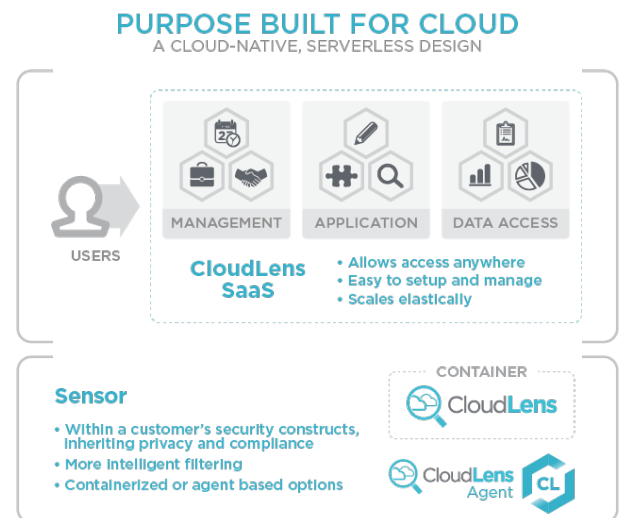 PURPOSE BUILT FOR CLOUD
A CLOUD-NATIVE, SERVERLESS DESIGN
USERS
MANAGEMENT
APPLICATION
DATA ACCESS
CloudLens
SaaS
• Allows access anywhere
• Easy to setup and manage
• Scales elastically
Sensor
• Within a customer's security constructs,
inheriting privacy and compliance
• More intelligent filtering
• Containerized or agent based options
CONTAINER
CloudLens
CloudLens
Agent
CL